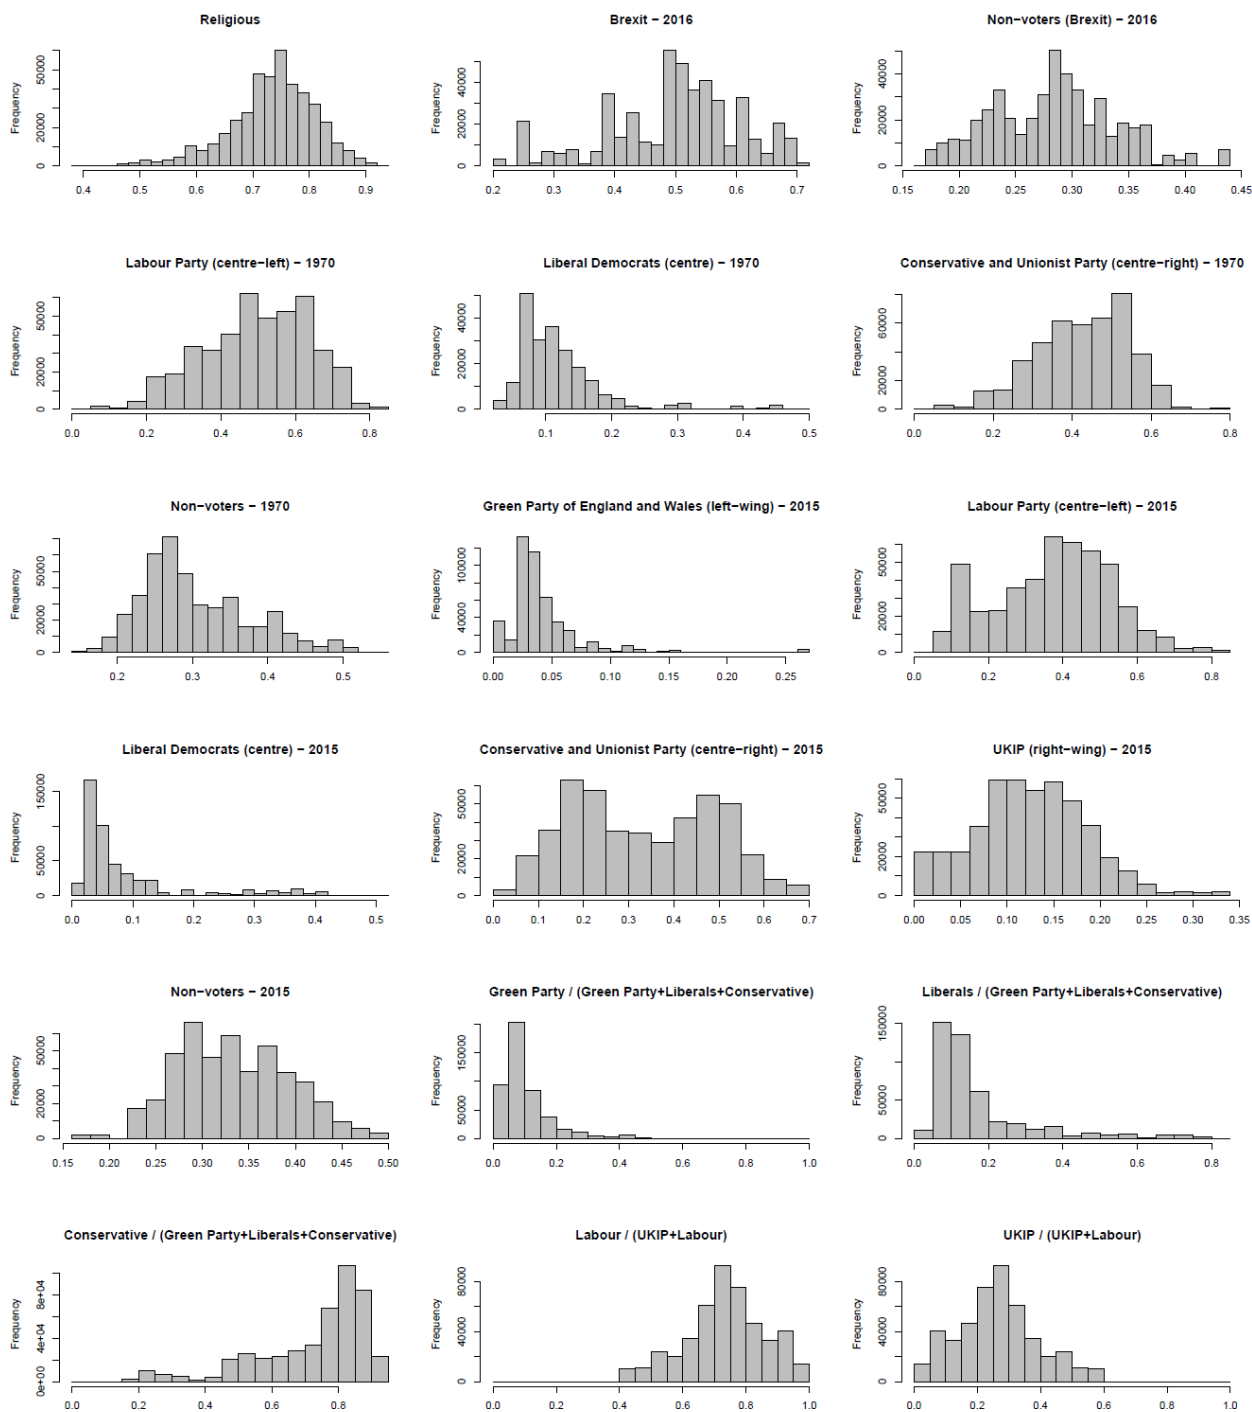 Religious
Brexit − 2016
Non−voters (Brexit) − 2016
Frequency
0 20000 50000
0.4 0.5 0.6 0.7 0.8 0.9
Frequency
0 20000 40000
0.2 0.3 0.4 0.5 0.6 0.7
Frequency
0 20000 40000
0.15 0.20 0.25 0.30 0.35 0.40 0.45
Labour Party (centre−left) − 1970
Liberal Democrats (centre) − 1970
Conservative and Unionist Party (centre−right) − 1970
Frequency
0 20000 50000
0.0 0.2 0.4 0.6 0.8
Frequency
0 20000 40000
0.1 0.2 0.3 0.4 0.5
Frequency
0 20000 60000
0.0 0.2 0.4 0.6 0.8
Non−voters − 1970
Green Party of England and Wales (left−wing) − 2015
Labour Party (centre−left) − 2015
Frequency
0 20000 50000
0.2 0.3 0.4 0.5
Frequency
0 40000 100000
0.00 0.05 0.10 0.15 0.20 0.25
Frequency
0 20000 50000
0.0 0.2 0.4 0.6 0.8
Liberal Democrats (centre) − 2015
Conservative and Unionist Party (centre−right) − 2015
UKIP (right−wing) − 2015
Frequency
0 50000 150000
0.0 0.1 0.2 0.3 0.4 0.5
Frequency
0 20000 50000
0.0 0.1 0.2 0.3 0.4 0.5 0.6 0.7
Frequency
0 20000 50000
0.00 0.05 0.10 0.15 0.20 0.25 0.30 0.35
Non−voters − 2015
Green Party / (Green Party+Liberals+Conservative)
Liberals / (Green Party+Liberals+Conservative)
Frequency
0 20000 50000
0.15 0.20 0.25 0.30 0.35 0.40 0.45 0.50
Frequency
0 50000 150000
0.0 0.2 0.4 0.6 0.8 1.0
Frequency
0 50000 150000
0.0 0.2 0.4 0.6 0.8
Conservative / (Green Party+Liberals+Conservative)
Labour / (UKIP+Labour)
UKIP / (UKIP+Labour)
Frequency
0e+00 4e+04 8e+04
0.0 0.2 0.4 0.6 0.8
Frequency
0 40000 80000
0.0 0.2 0.4 0.6 0.8 1.0
Frequency
0 40000 80000
0.0 0.2 0.4 0.6 0.8 1.0